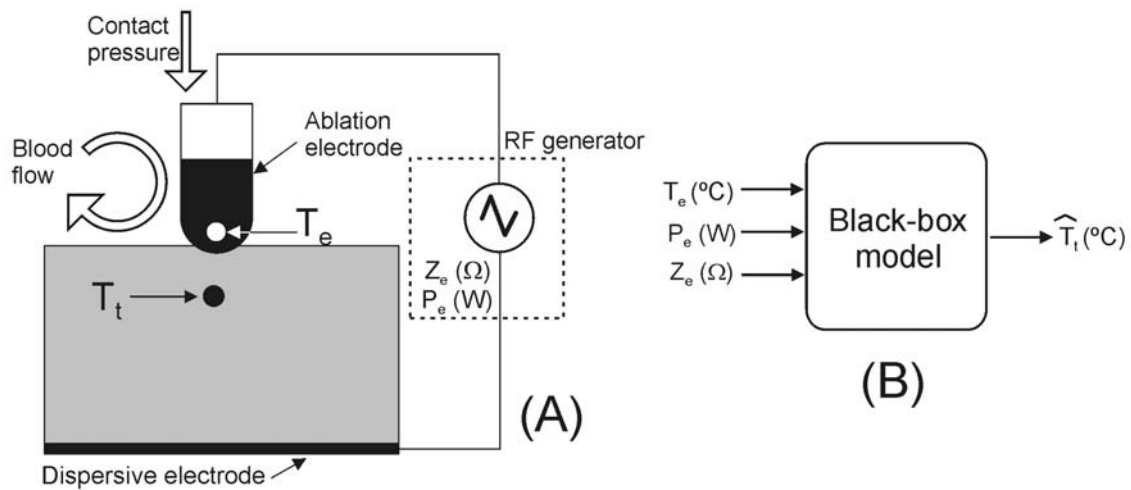 Contact
pressure
Blood
flow
Ablation
electrode
RF generator
T_e
T_t
Z_e (Ω)
P_e (W)
(A)
Dispersive electrode
T_e (ºC)
P_e (W)
Z_e (Ω)
Black-box
model
T̂_t (ºC)
(B)